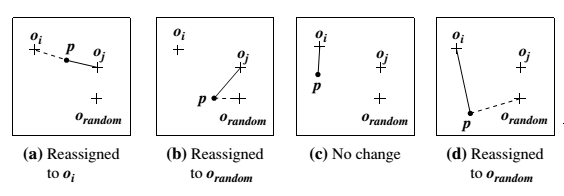 o_i p o_j
o_random
(a) Reassigned
to o_i
o_i
o_j
p
o_random
(b) Reassigned
to o_random
o_i
o_j
p
o_random
(c) No change
o_i
o_j
p o_random
(d) Reassigned
to o_random